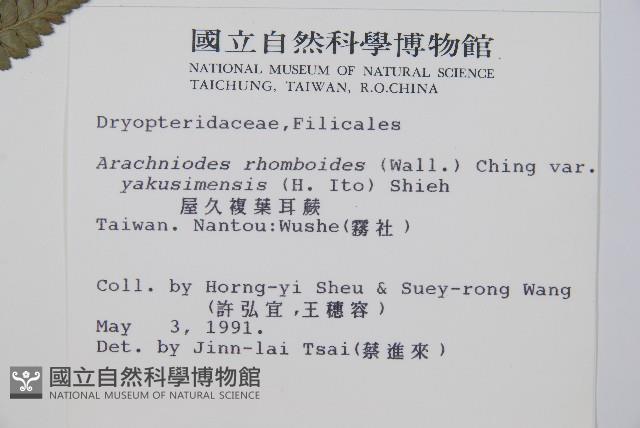 國立自然科學博物館
NATIONAL MUSEUM OF NATURAL SCIENCE
TAICHUNG, TAIWAN, R.O.CHINA
Dryopteridaceae,Filicales
Arachniodes rhomboides (Wall.) Ching var.
yakusimensis (H. Ito) Shieh
屋久複葉耳蕨
Taiwan. Nantou:Wushe(霧社)
Coll. by Horng-yi Sheu & Suey-rong Wang
(許弘宜,王穗容)
May 3, 1991.
Det. by Jinn-lai Tsai(蔡進來)
國立自然科學博物館
NATIONAL MUSEUM OF NATURAL SCIENCE